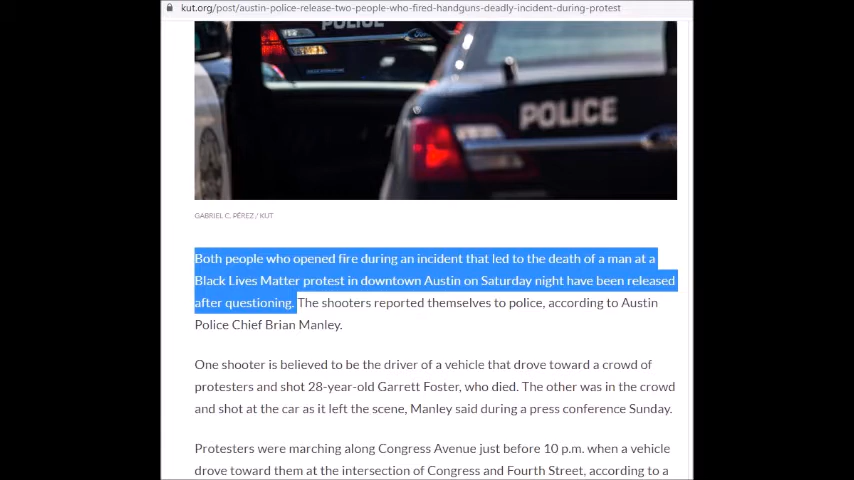 kut.org/post/austin-police-release-two-people-who-fired-handguns-deadly-incident-during-protest
POLICE
POLICE
GABRIEL C. PÉREZ / KUT
Both people who opened fire during an incident that led to the death of a man at a
Black Lives Matter protest in downtown Austin on Saturday night have been released
after questioning. The shooters reported themselves to police, according to Austin
Police Chief Brian Manley.
One shooter is believed to be the driver of a vehicle that drove toward a crowd of
protesters and shot 28-year-old Garrett Foster, who died. The other was in the crowd
and shot at the car as it left the scene, Manley said during a press conference Sunday.
Protesters were marching along Congress Avenue just before 10 p.m. when a vehicle
drove toward them at the intersection of Congress and Fourth Street, according to a